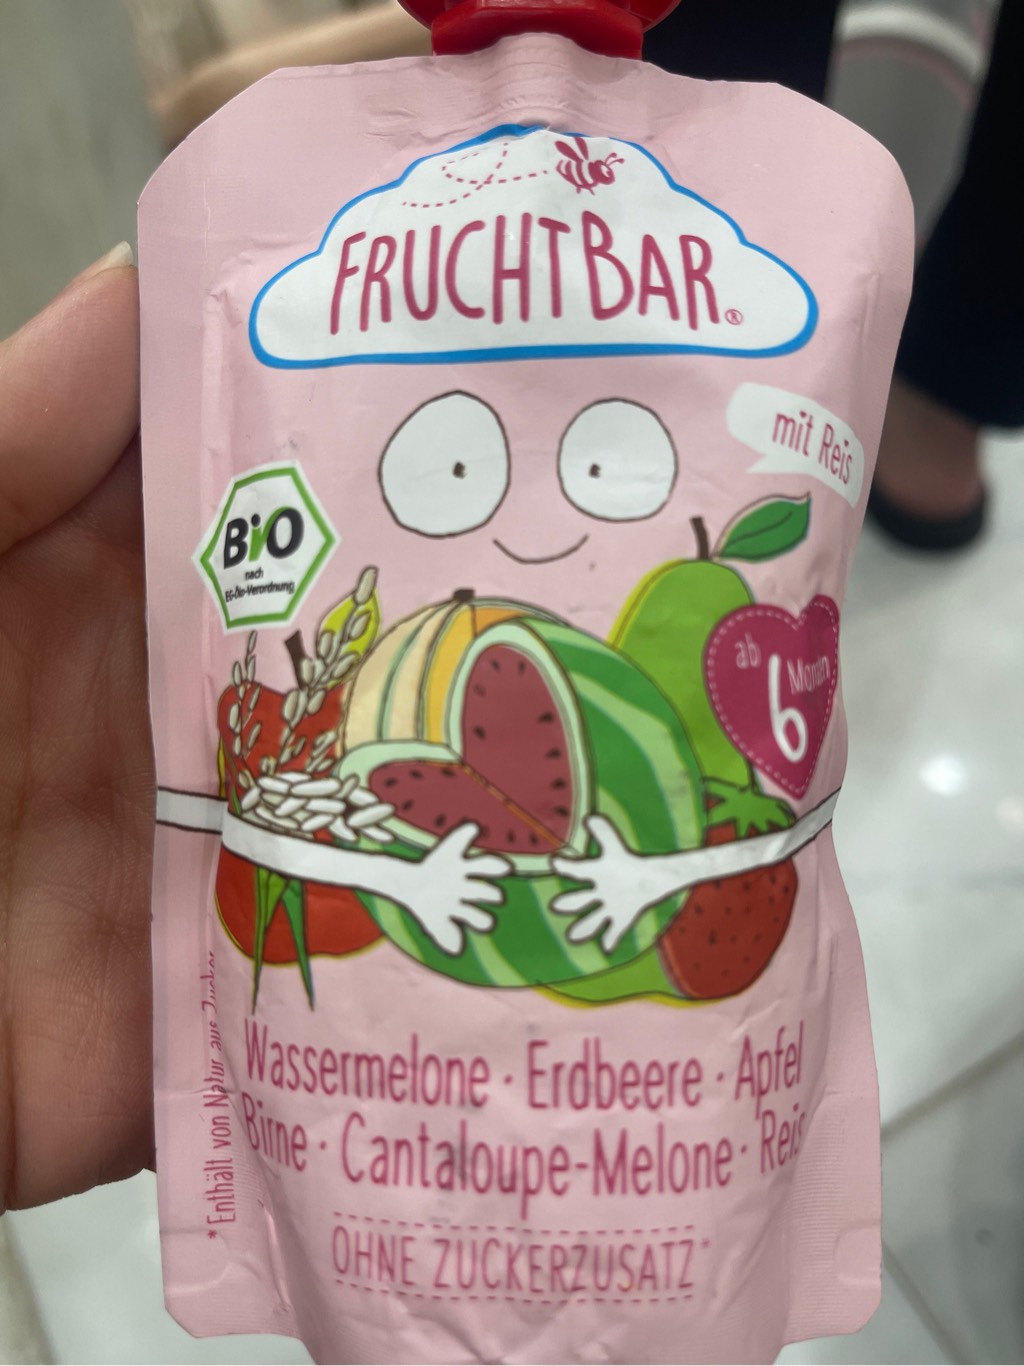 FRUCHTBAR®
mit Reis
BiO
nach
EG-Öko-Verordnung
ab
6
Monaten
Wassermelone · Erdbeere · Apfel
Birne · Cantaloupe-Melone · Reis
OHNE ZUCKERZUSATZ*
*Enthält von Natur aus Zucker